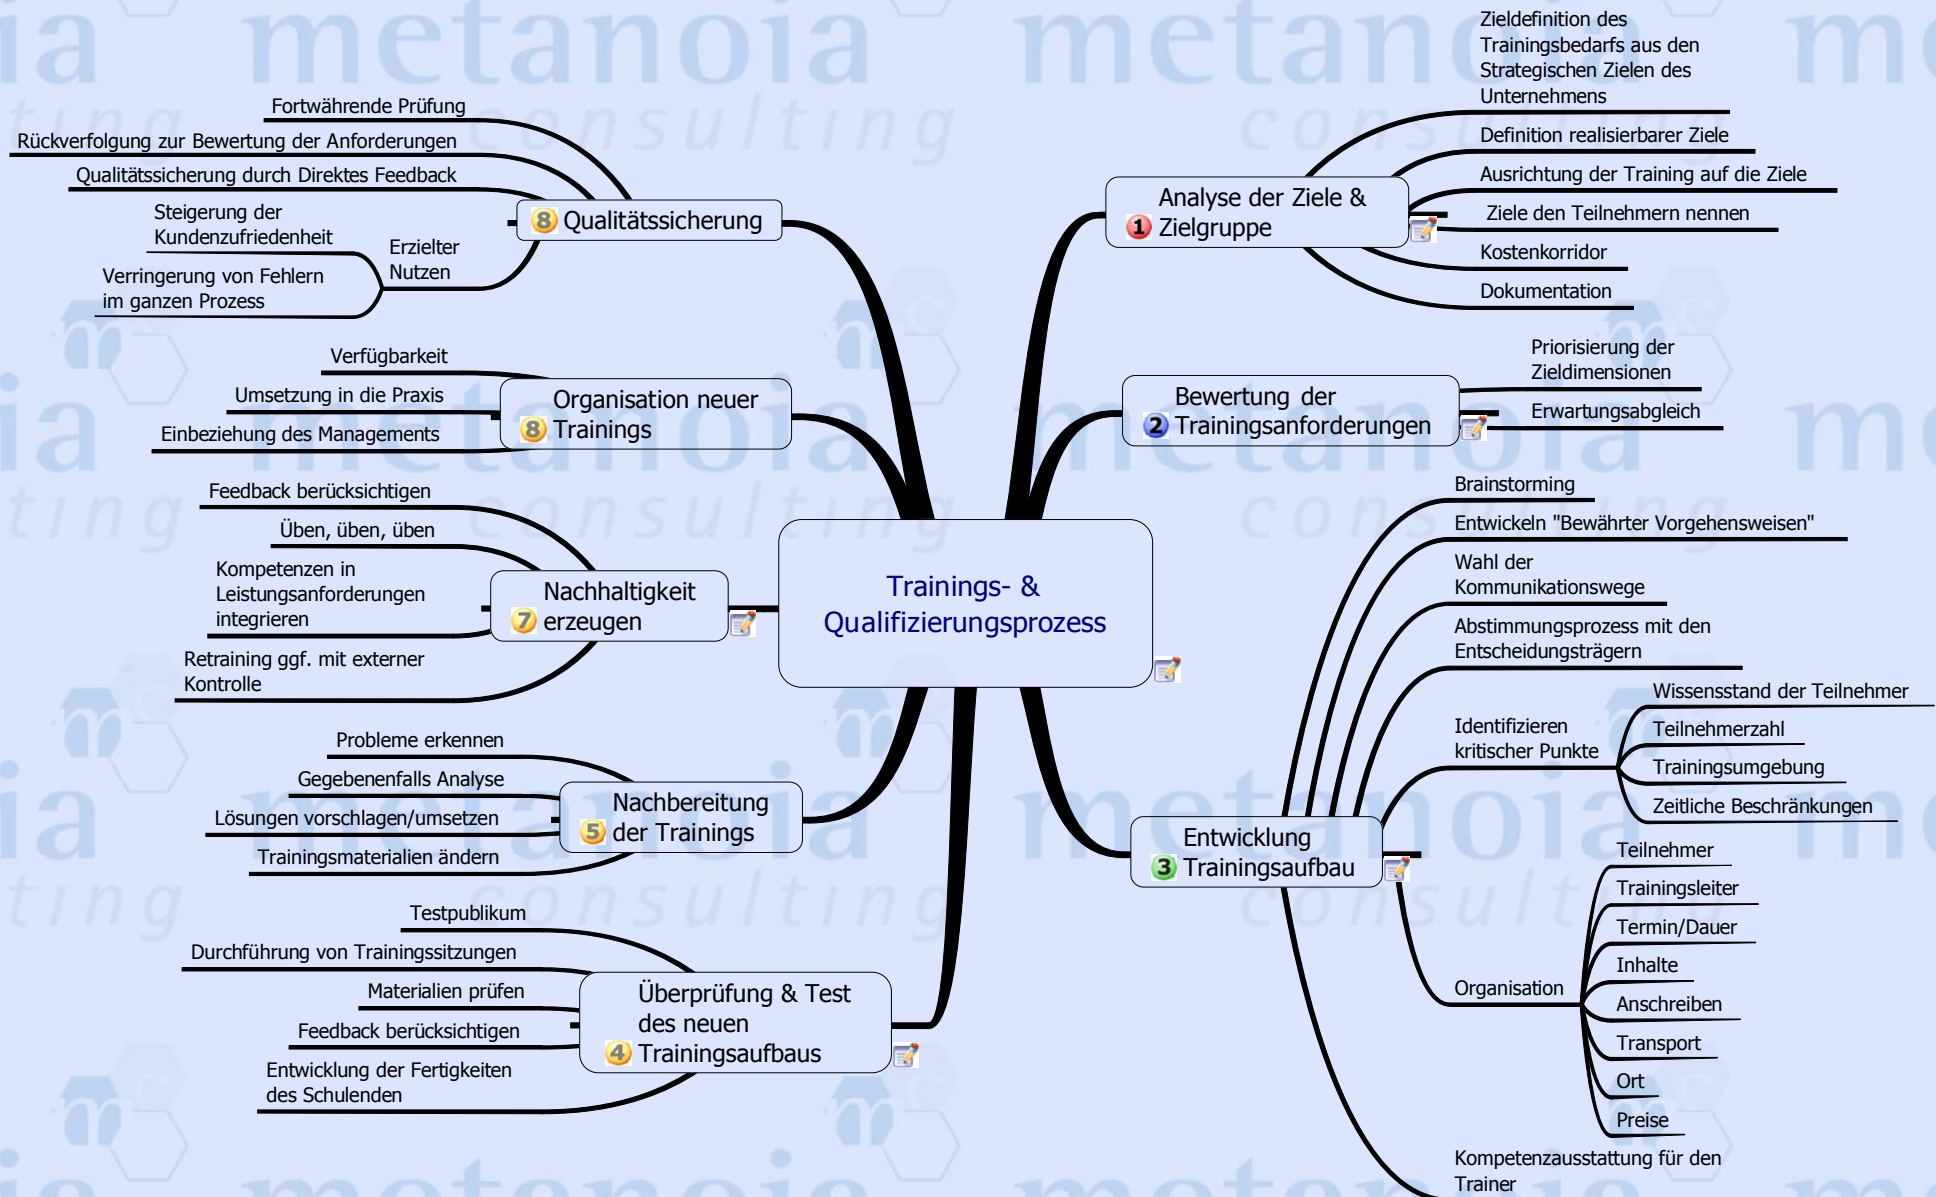 Trainings- &
Qualifizierungsprozess
Analyse der Ziele &
1 Zielgruppe
Zieldefinition des
Trainingsbedarfs aus den
Strategischen Zielen des
Unternehmens
Definition realisierbarer Ziele
Ausrichtung der Training auf die Ziele
Ziele den Teilnehmern nennen
Kostenkorridor
Dokumentation
Bewertung der
2 Trainingsanforderungen
Priorisierung der
Zieldimensionen
Erwartungsabgleich
Entwicklung
3 Trainingsaufbau
Brainstorming
Entwickeln "Bewährter Vorgehensweisen"
Wahl der
Kommunikationswege
Abstimmungsprozess mit den
Entscheidungsträgern
Identifizieren
kritischer Punkte
Wissensstand der Teilnehmer
Teilnehmerzahl
Trainingsumgebung
Zeitliche Beschränkungen
Organisation
Teilnehmer
Trainingsleiter
Termin/Dauer
Inhalte
Anschreiben
Transport
Ort
Preise
Kompetenzausstattung für den
Trainer
Überprüfung & Test
des neuen
4 Trainingsaufbaus
Testpublikum
Durchführung von Trainingssitzungen
Materialien prüfen
Feedback berücksichtigen
Entwicklung der Fertigkeiten
des Schulenden
Nachbereitung
5 der Trainings
Probleme erkennen
Gegebenenfalls Analyse
Lösungen vorschlagen/umsetzen
Trainingsmaterialien ändern
Nachhaltigkeit
7 erzeugen
Feedback berücksichtigen
Üben, üben, üben
Kompetenzen in
Leistungsanforderungen
integrieren
Retraining ggf. mit externer
Kontrolle
Organisation neuer
8 Trainings
Verfügbarkeit
Umsetzung in die Praxis
Einbeziehung des Managements
8 Qualitätssicherung
Fortwährende Prüfung
Rückverfolgung zur Bewertung der Anforderungen
Qualitätssicherung durch Direktes Feedback
Erzielter
Nutzen
Steigerung der
Kundenzufriedenheit
Verringerung von Fehlern
im ganzen Prozess
metanoia
consulting